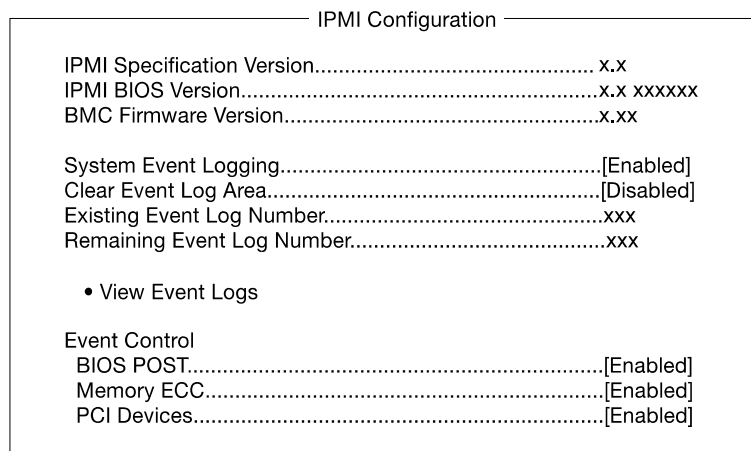 IPMI Configuration
IPMI Specification Version.................................................. x.x
IPMI BIOS Version........................................................x.x xxxxxx
BMC Firmware Version.......................................................x.xx
System Event Logging........................................................[Enabled]
Clear Event Log Area..........................................................[Disabled]
Existing Event Log Number.................................................xxx
Remaining Event Log Number.............................................xxx
• View Event Logs
Event Control
BIOS POST.........................................................................[Enabled]
Memory ECC......................................................................[Enabled]
PCI Devices........................................................................[Enabled]